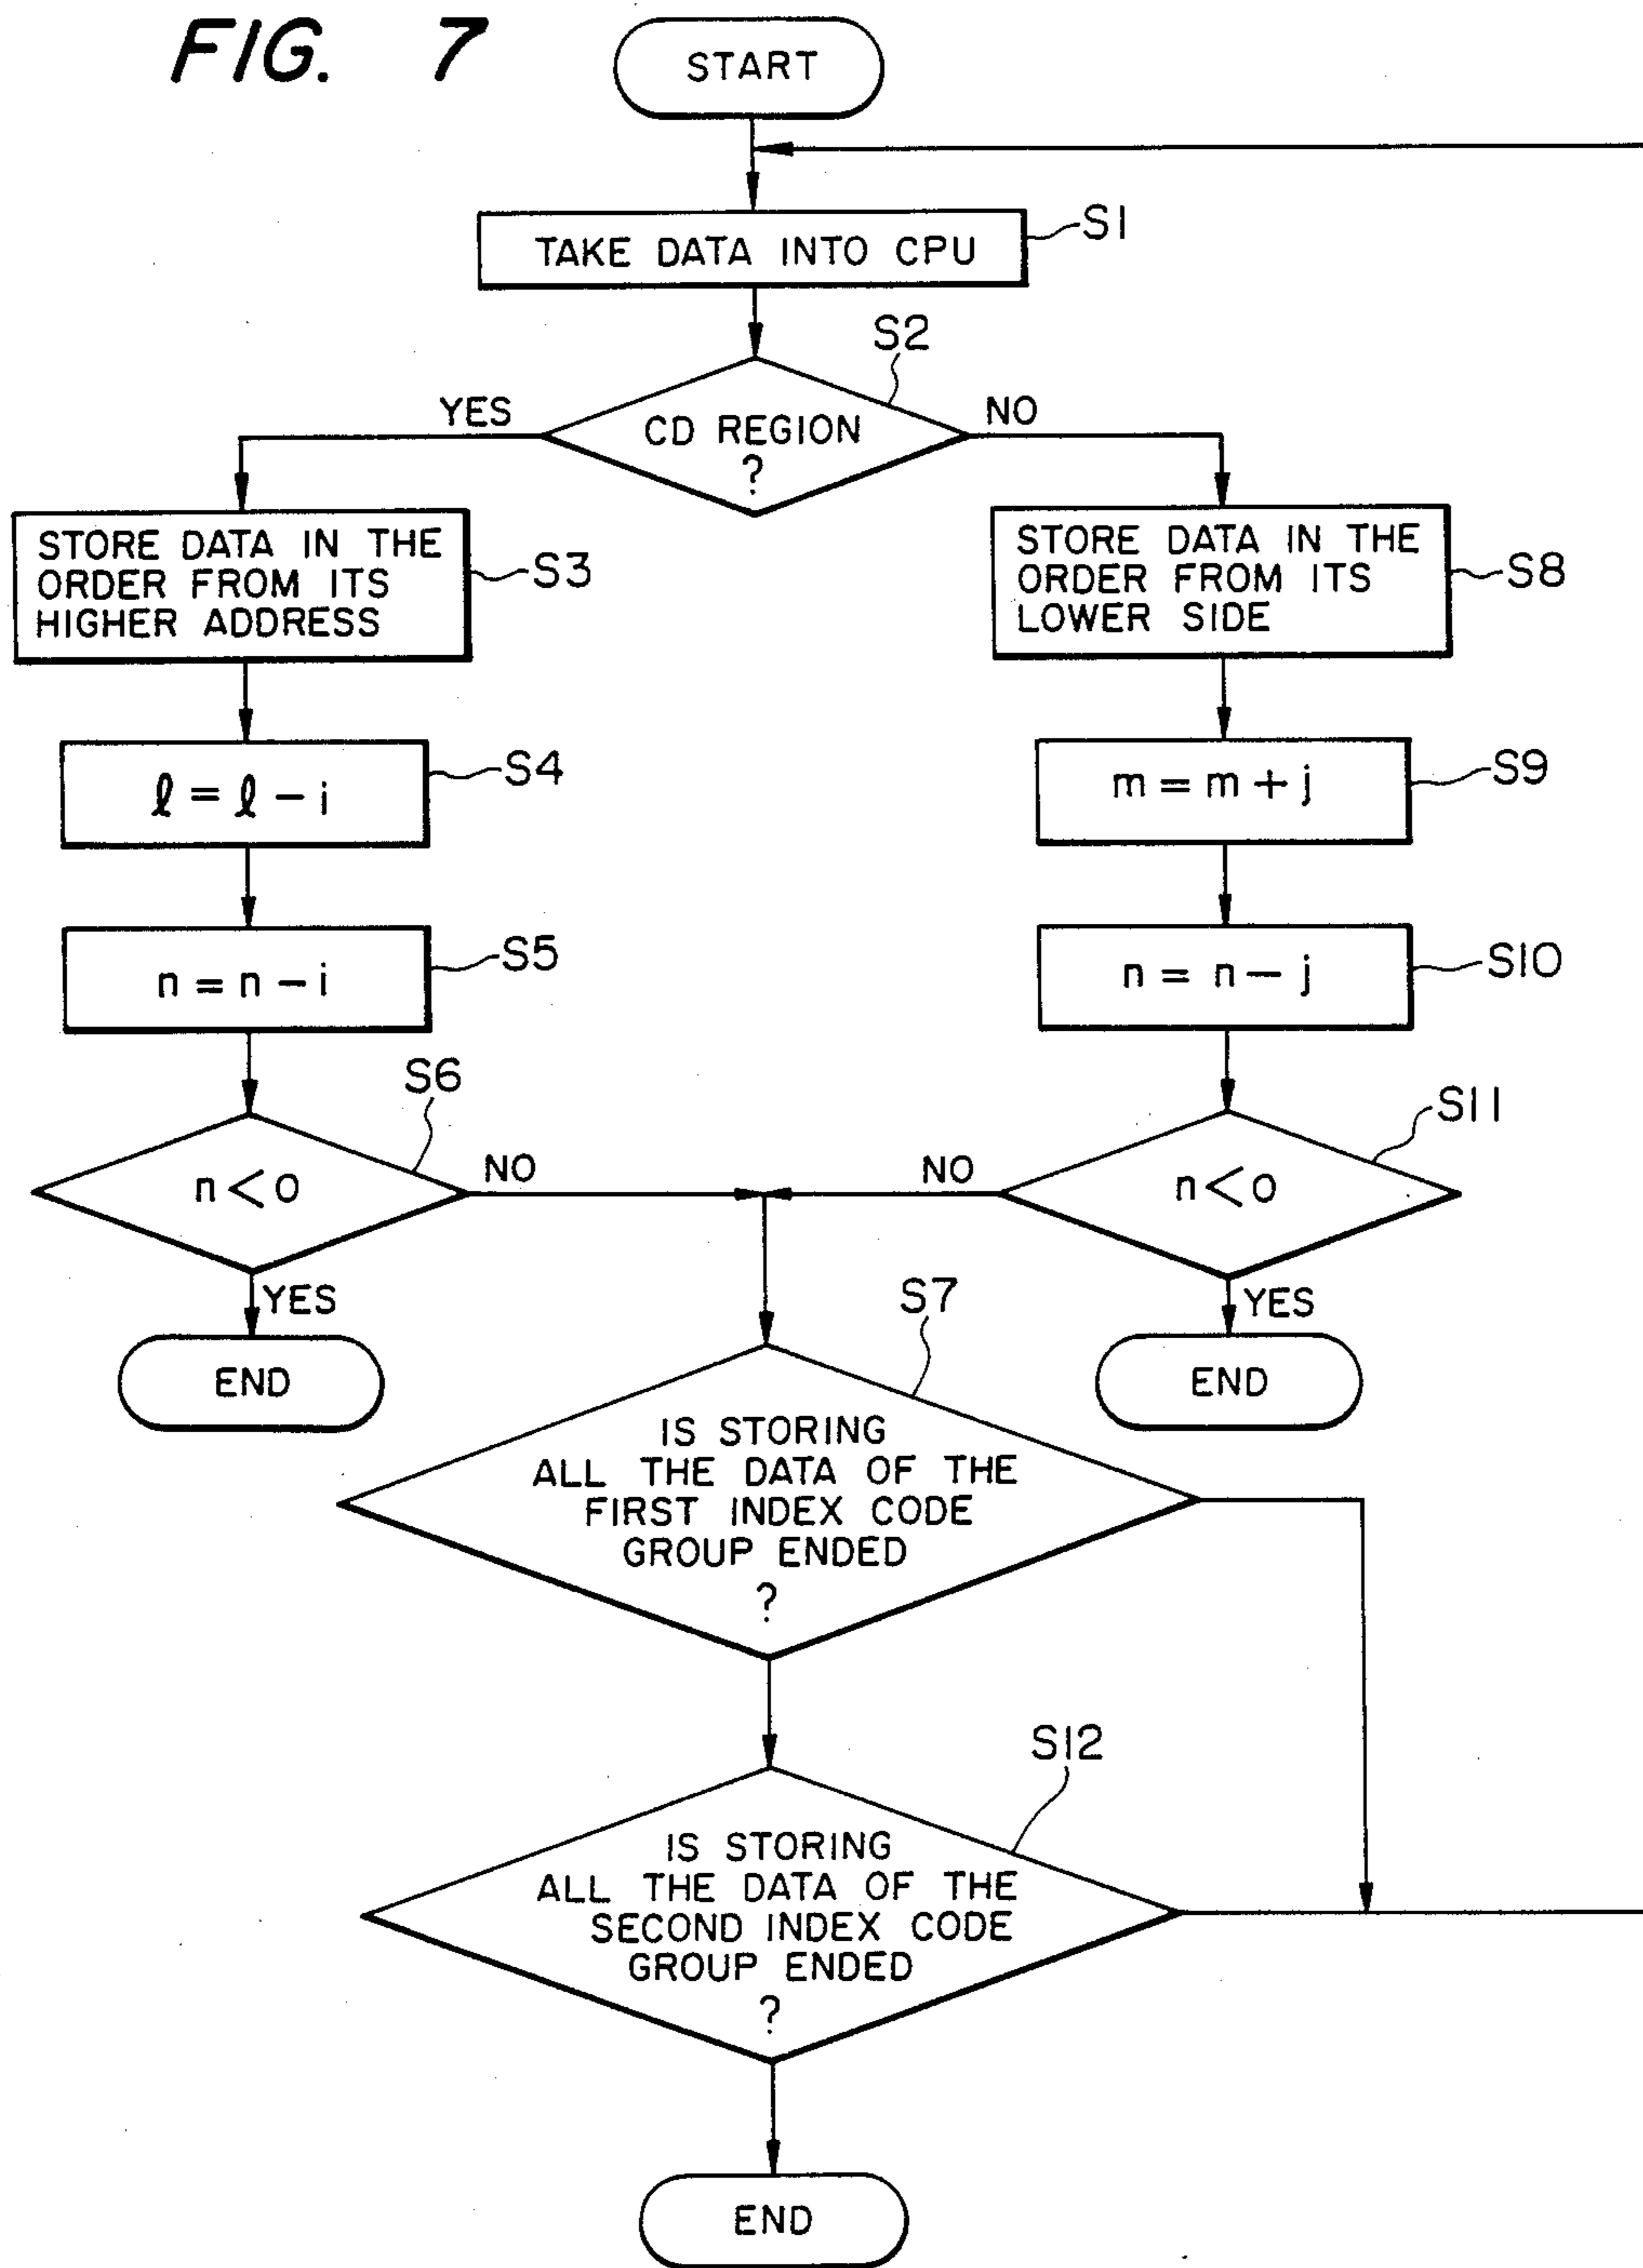 FIG. 7
START
TAKE DATA INTO CPU
S1
S2
YES
CD REGION
?
NO
STORE DATA IN THE
ORDER FROM ITS
HIGHER ADDRESS
S3
STORE DATA IN THE
ORDER FROM ITS
LOWER SIDE
S8
ℓ = ℓ - i
S4
m = m + j
S9
n = n - i
S5
n = n - j
S10
S6
n < o
NO
YES
END
S11
n < o
NO
YES
END
S7
IS STORING
ALL THE DATA OF THE
FIRST INDEX CODE
GROUP ENDED
?
S12
IS STORING
ALL THE DATA OF THE
SECOND INDEX CODE
GROUP ENDED
?
END